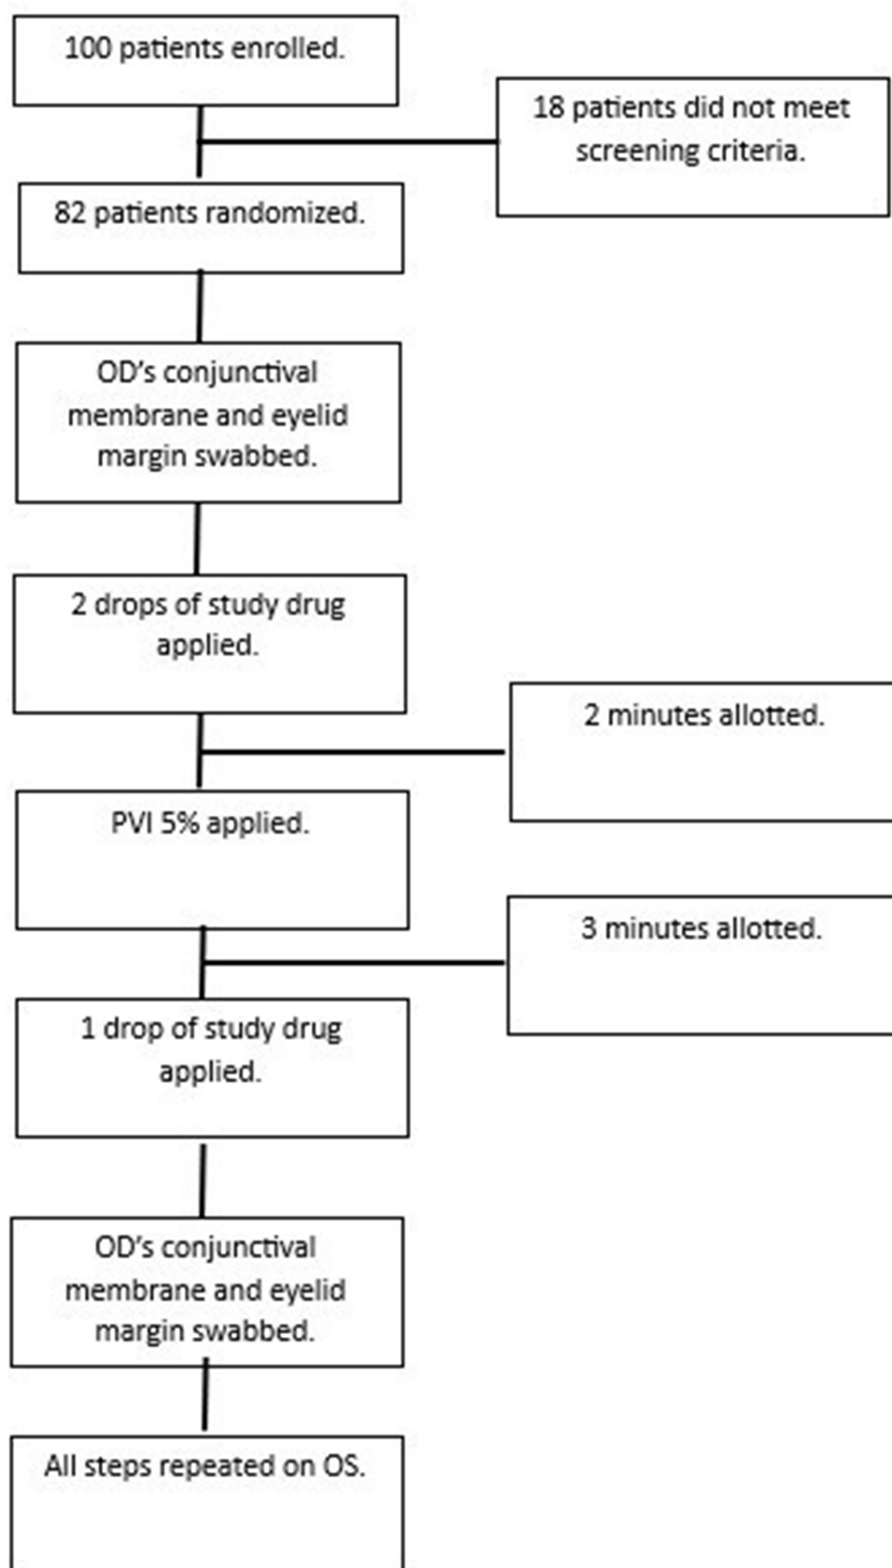 100 patients enrolled.
18 patients did not meet
screening criteria.
82 patients randomized.
OD's conjunctival
membrane and eyelid
margin swabbed.
2 drops of study drug
applied.
2 minutes allotted.
PVI 5% applied.
3 minutes allotted.
1 drop of study drug
applied.
OD's conjunctival
membrane and eyelid
margin swabbed.
All steps repeated on OS.